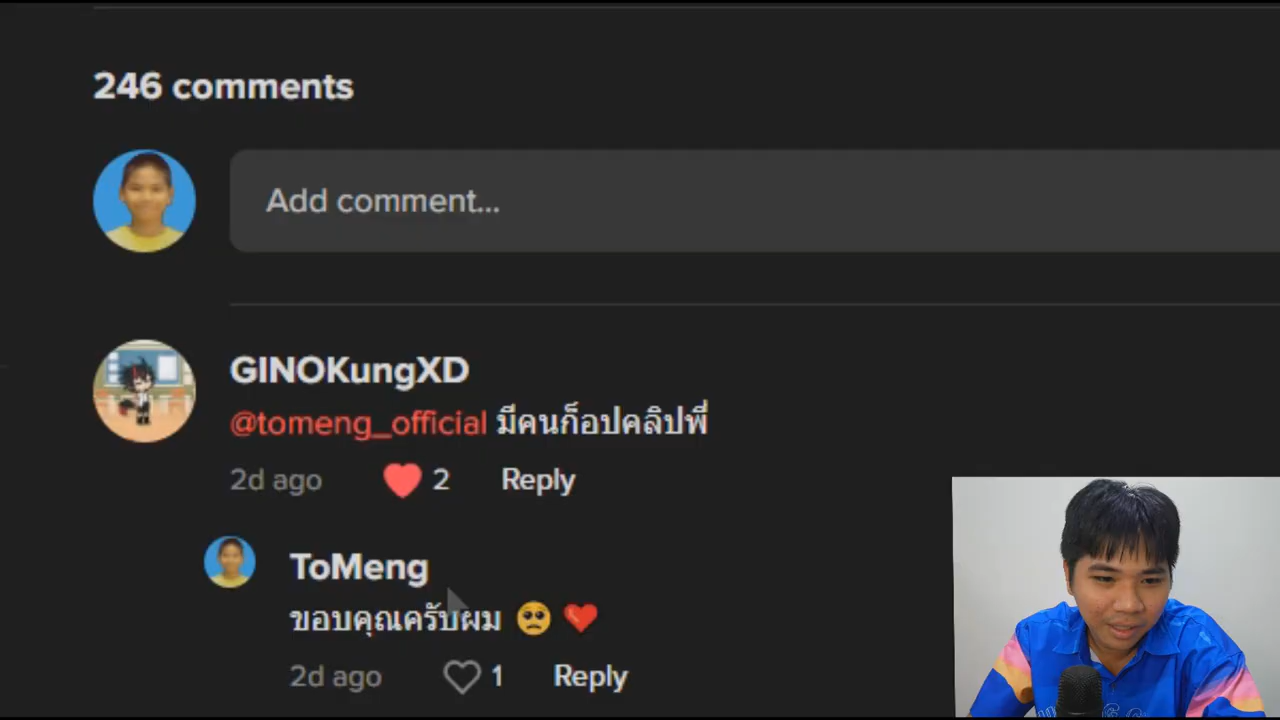 246 comments
Add comment...
GINOKungXD
@tomeng_official มีคนก็อปคลิปพี่
2d ago 2 Reply
ToMeng
ขอบคุณครับผม 🥺 ❤️
2d ago 1 Reply